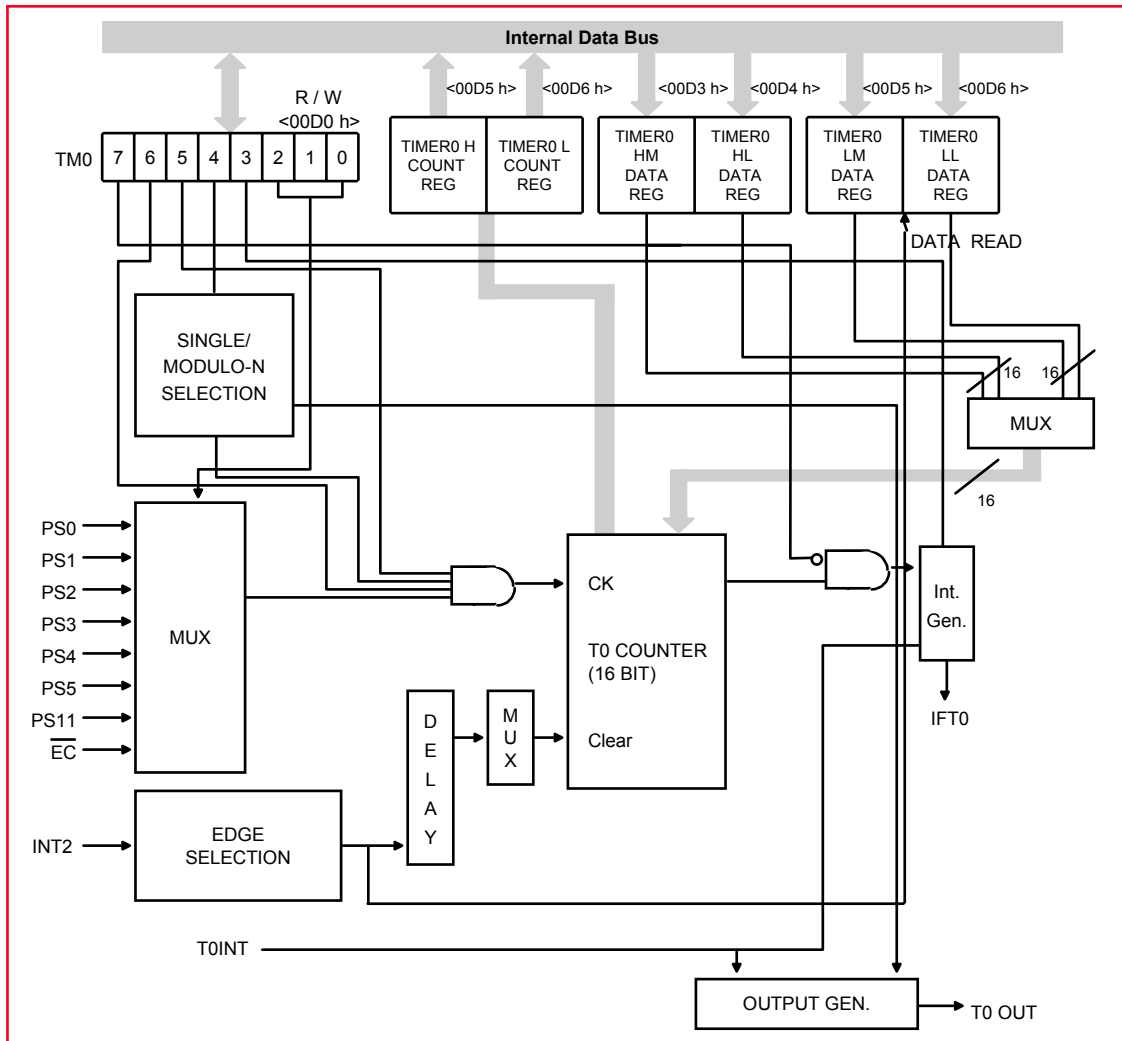 Internal Data Bus
<00D5 h>
<00D6 h>
<00D3 h>
<00D4 h>
<00D5 h>
<00D6 h>
R / W
<00D0 h>
TM0
7 6 5 4 3 2 1 0
TIMER0 H
COUNT
REG
TIMER0 L
COUNT
REG
TIMER0
HM
DATA
REG
TIMER0
HL
DATA
REG
TIMER0
LM
DATA
REG
TIMER0
LL
DATA
REG
DATA READ
SINGLE/
MODULO-N
SELECTION
16
16
MUX
16
PS0
PS1
PS2
PS3
PS4
PS5
PS11
EC
MUX
CK
T0 COUNTER
(16 BIT)
Clear
Int.
Gen.
IFT0
D
E
L
A
Y
M
U
X
INT2
EDGE
SELECTION
T0INT
OUTPUT GEN.
T0 OUT